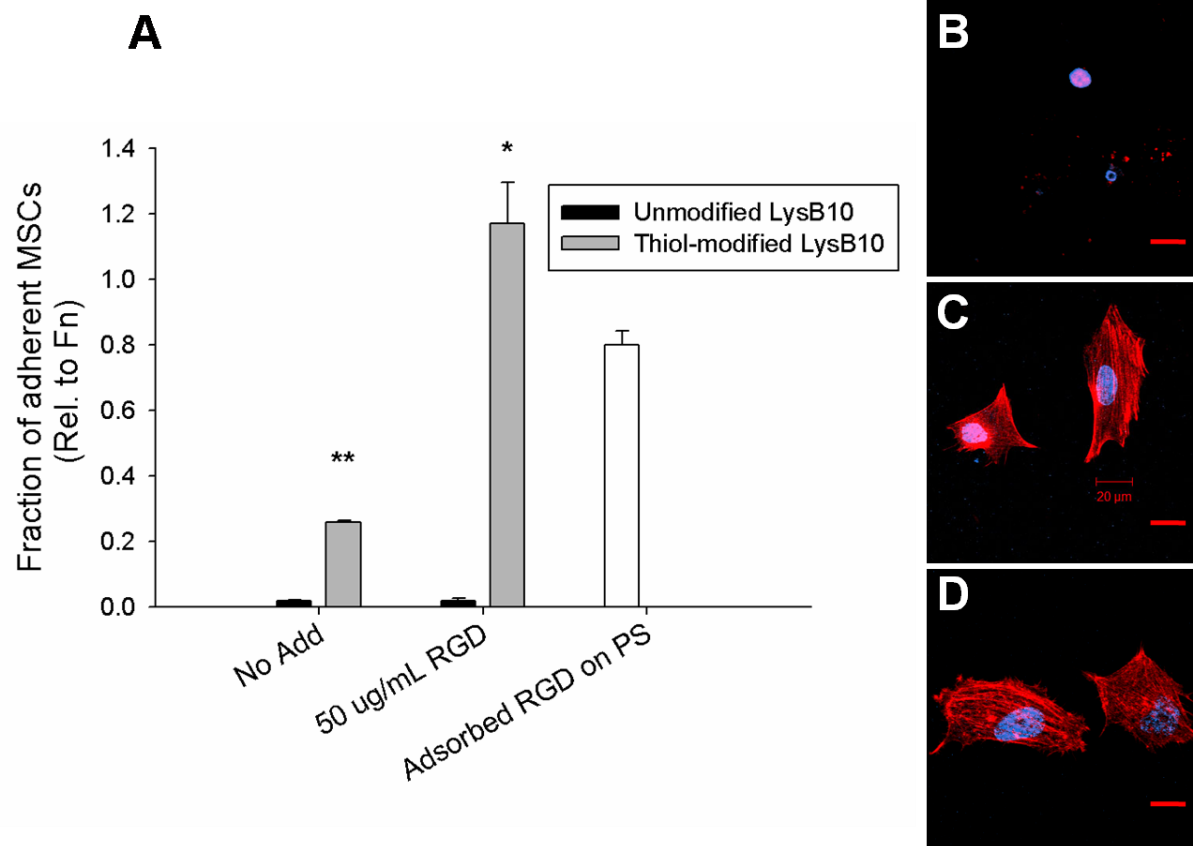 A
Fraction of adherent MSCs
(Rel. to Fn)
1.4
1.2
1.0
0.8
0.6
0.4
0.2
0.0
**
*
Unmodified LysB10
Thiol-modified LysB10
No Add
50 ug/mL RGD
Adsorbed RGD on PS
B
C
20 µm
D